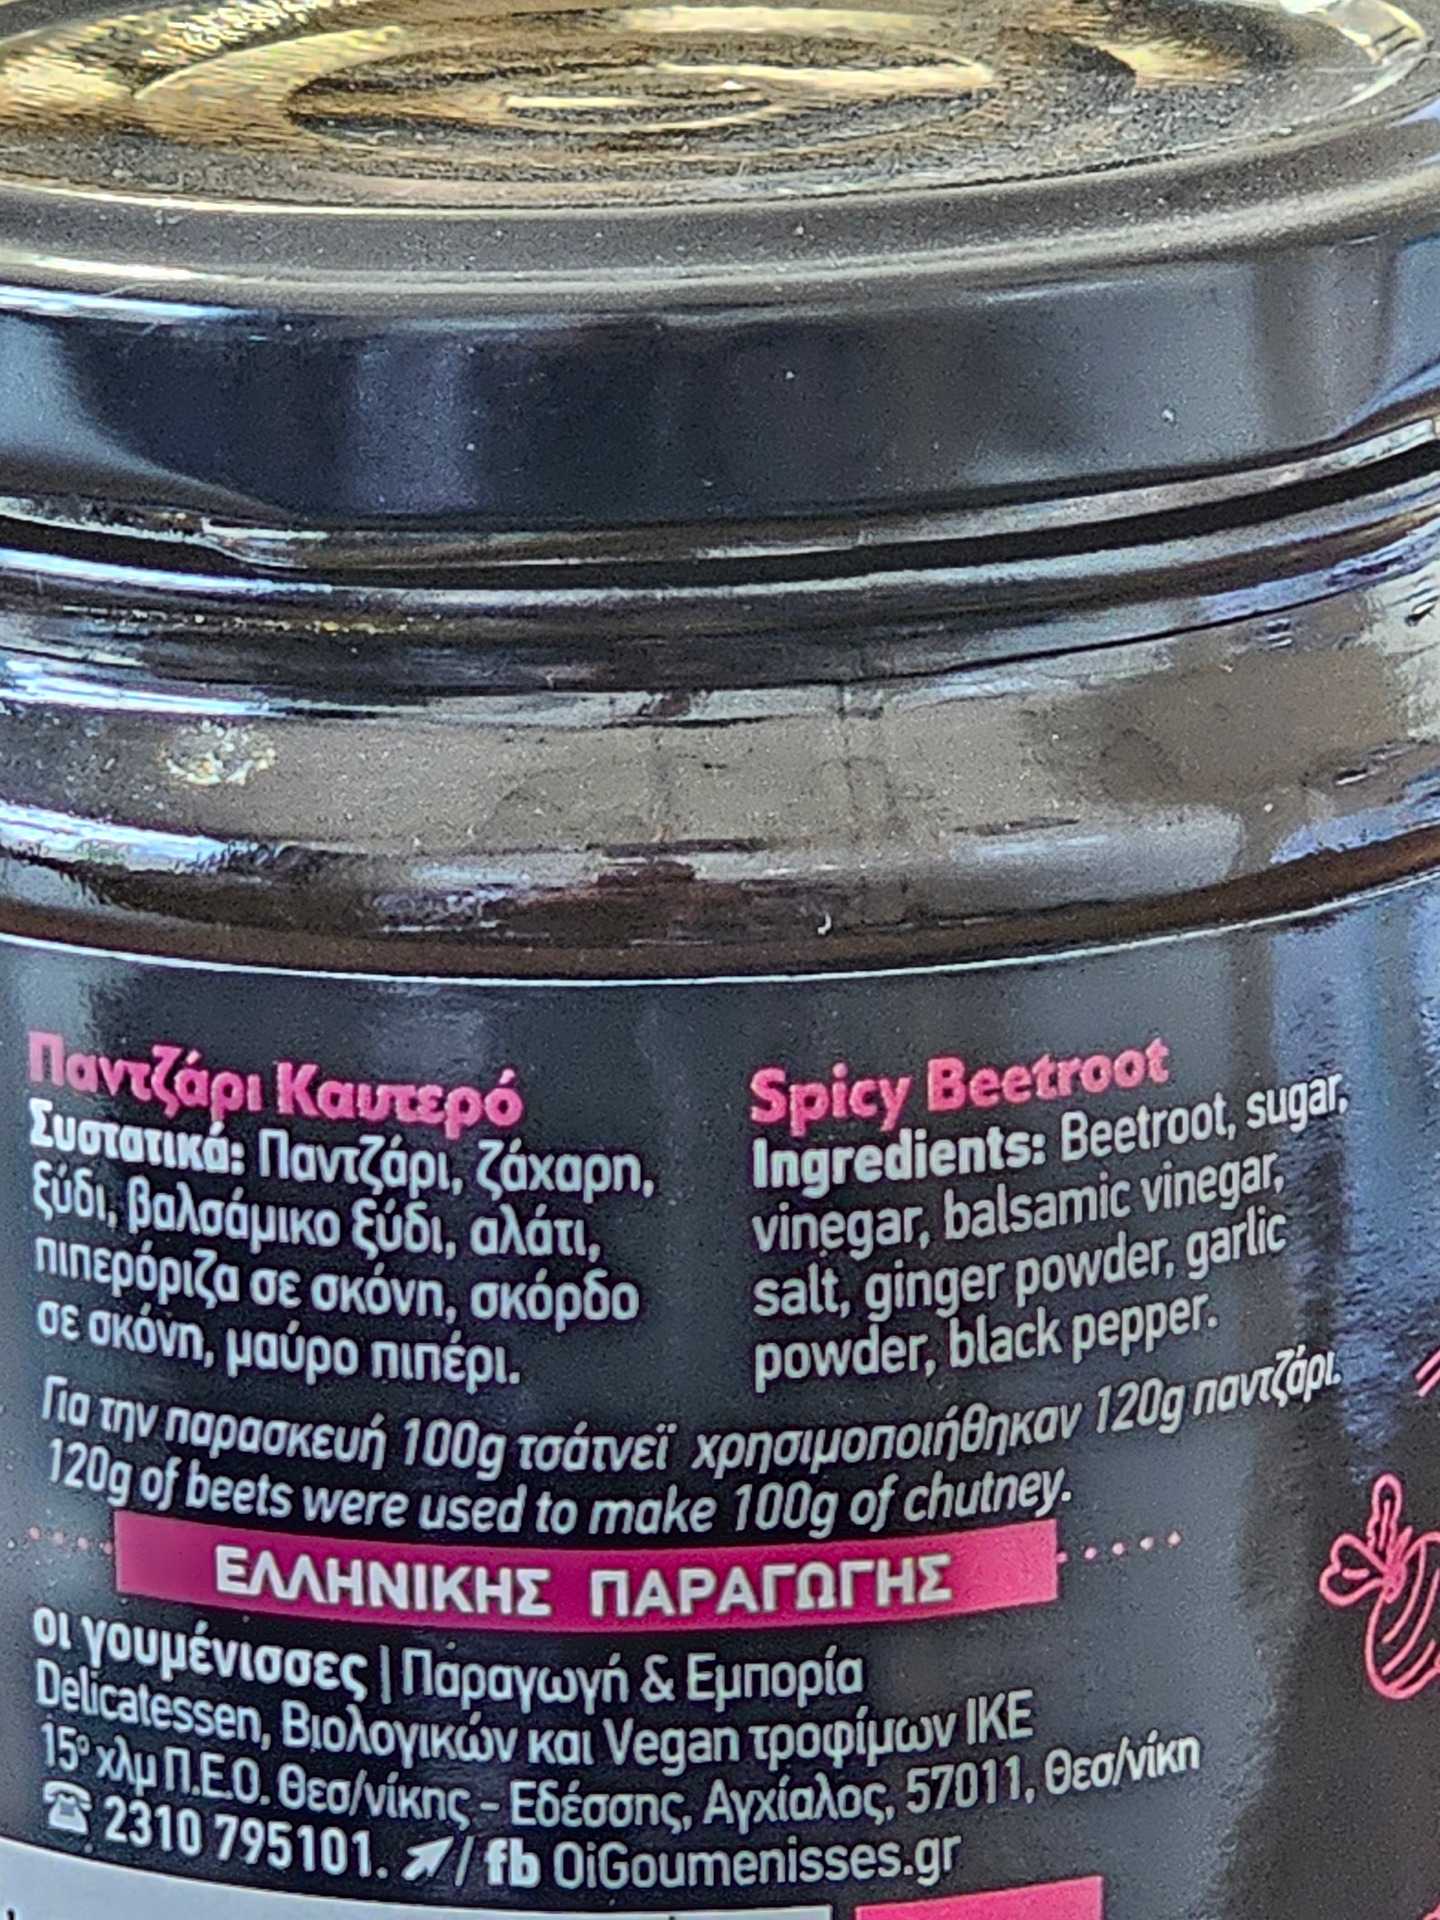 Παντζάρι Καυτερό
Συστατικά: Παντζάρι, ζάχαρη,
ξύδι, βαλσάμικο ξύδι, αλάτι,
πιπερόριζα σε σκόνη, σκόρδο
σε σκόνη, μαύρο πιπέρι.
Spicy Beetroot
Ingredients: Beetroot, sugar,
vinegar, balsamic vinegar,
salt, ginger powder, garlic
powder, black pepper.
Για την παρασκευή 100g τσάτνεϊ χρησιμοποιήθηκαν 120g παντζάρι.
120g of beets were used to make 100g of chutney.
ΕΛΛΗΝΙΚΗΣ ΠΑΡΑΓΩΓΗΣ
οι γουμένισσες | Παραγωγή & Εμπορία
Delicatessen, Βιολογικών και Vegan τροφίμων ΙΚΕ
15º χλμ Π.Ε.Ο. Θεσ/νίκης - Εδέσσης, Αγχίαλος, 57011, Θεσ/νίκη
☎ 2310 795101. / fb OiGoumenisses.gr